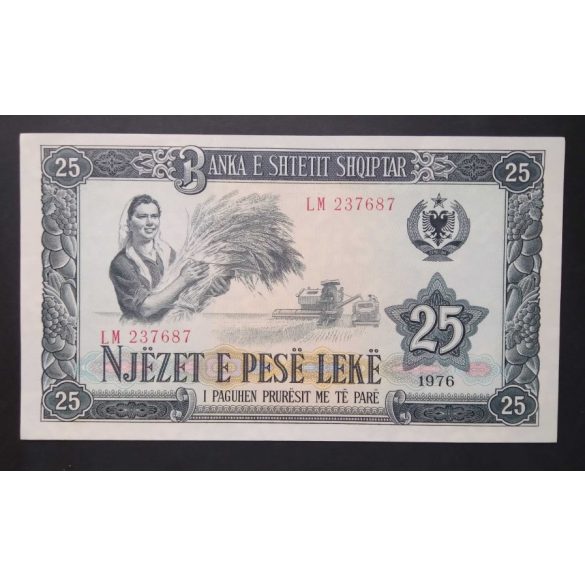 25 BANKA E SHTETIT SHQIPTAR 25
LM 237687
LM 237687
25
NJËZET E PESË LEKË
1976
25 I PAGUHEN PRURËSIT ME TË PARË 25